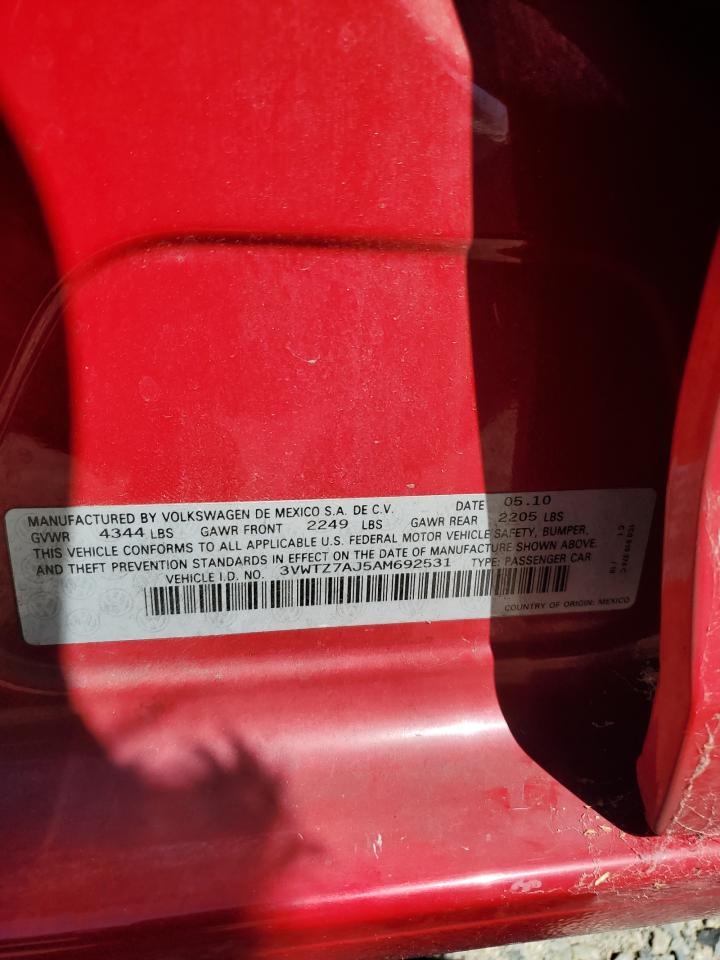 MANUFACTURED BY VOLKSWAGEN DE MEXICO S.A. DE C.V. DATE 05.10
GVWR 4344 LBS GAWR FRONT 2249 LBS GAWR REAR 2205 LBS
THIS VEHICLE CONFORMS TO ALL APPLICABLE U.S. FEDERAL MOTOR VEHICLE SAFETY, BUMPER,
AND THEFT PREVENTION STANDARDS IN EFFECT ON THE DATE OF MANUFACTURE SHOWN ABOVE.
VEHICLE I.D. NO. 3VWTZ7AJ5AM692531 TYPE: PASSENGER CAR
COUNTRY OF ORIGIN: MEXICO